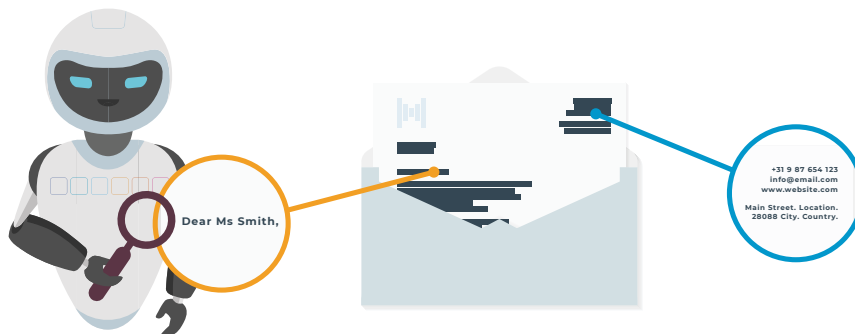 Dear Ms Smith,
+31 9 87 654 123
info@email.com
www.website.com
Main Street. Location.
28088 City. Country.